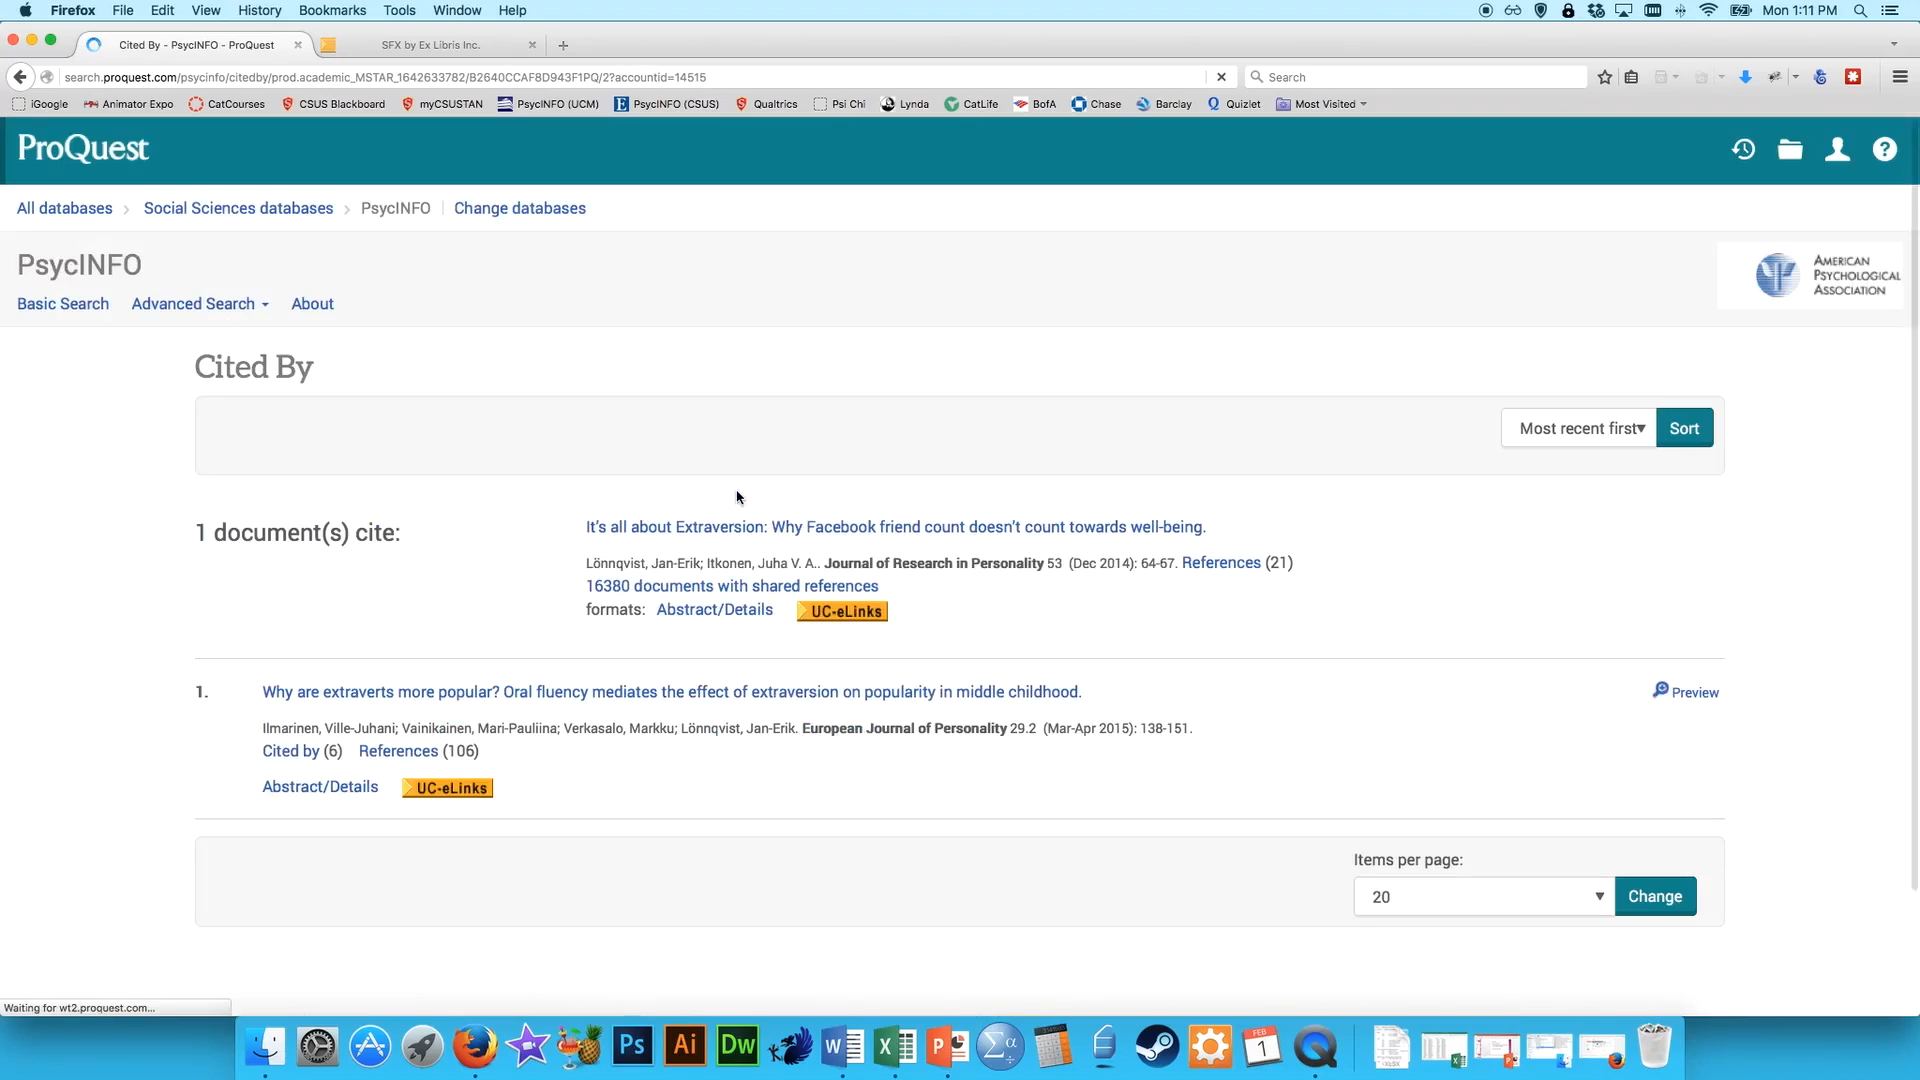 Firefox File Edit View History Bookmarks Tools Window Help Mon 1:11 PM
Cited By - PsycINFO - ProQuest SFX by Ex Libris Inc.
search.proquest.com/psycinfo/citedby/prod.academic_MSTAR_1642633782/B2640CCAF8D943F1PQ/2?accountid=14515 Search
iGoogle Animator Expo CatCourses CSUS Blackboard myCSUSTAN PsycINFO (UCM) PsycINFO (CSUS) Qualtrics Psi Chi Lynda CatLife BofA Chase Barclay Quizlet Most Visited
ProQuest
All databases Social Sciences databases PsycINFO Change databases
PsycINFO
AMERICAN
PSYCHOLOGICAL
ASSOCIATION
Basic Search Advanced Search About
Cited By
Most recent first Sort
1 document(s) cite:
It's all about Extraversion: Why Facebook friend count doesn't count towards well-being.
Lönnqvist, Jan-Erik; Itkonen, Juha V. A.. Journal of Research in Personality 53 (Dec 2014): 64-67. References (21)
16380 documents with shared references
formats: Abstract/Details UC-eLinks
1. Why are extraverts more popular? Oral fluency mediates the effect of extraversion on popularity in middle childhood. Preview
Ilmarinen, Ville-Juhani; Vainikainen, Mari-Pauliina; Verkasalo, Markku; Lönnqvist, Jan-Erik. European Journal of Personality 29.2 (Mar-Apr 2015): 138-151.
Cited by (6) References (106)
Abstract/Details UC-eLinks
Items per page:
20 Change
Waiting for wt2.proquest.com...
Ps Ai Dw FEB 1